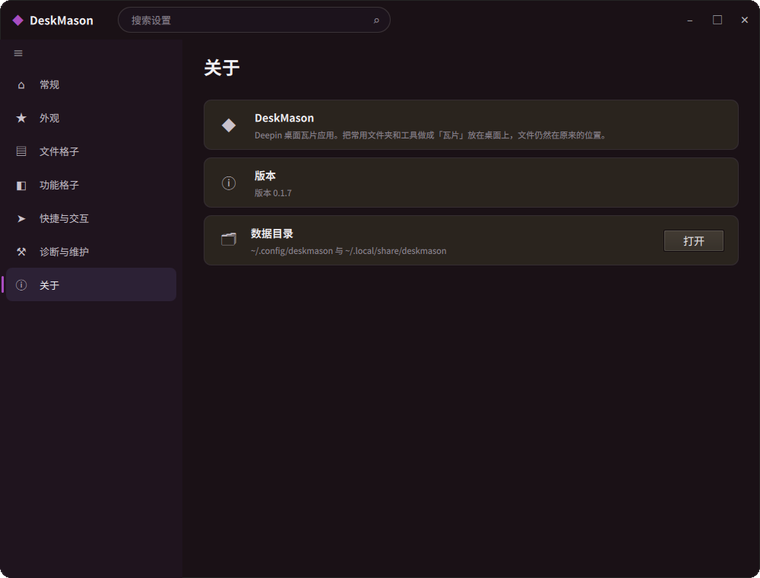 DeskMason
搜索设置
常规
外观
文件格子
功能格子
快捷与交互
诊断与维护
关于
关于
DeskMason
Deepin 桌面瓦片应用。把常用文件夹和工具做成「瓦片」放在桌面上，文件仍然在原来的位置。
版本
版本 0.1.7
数据目录
~/.config/deskmason 与 ~/.local/share/deskmason
打开